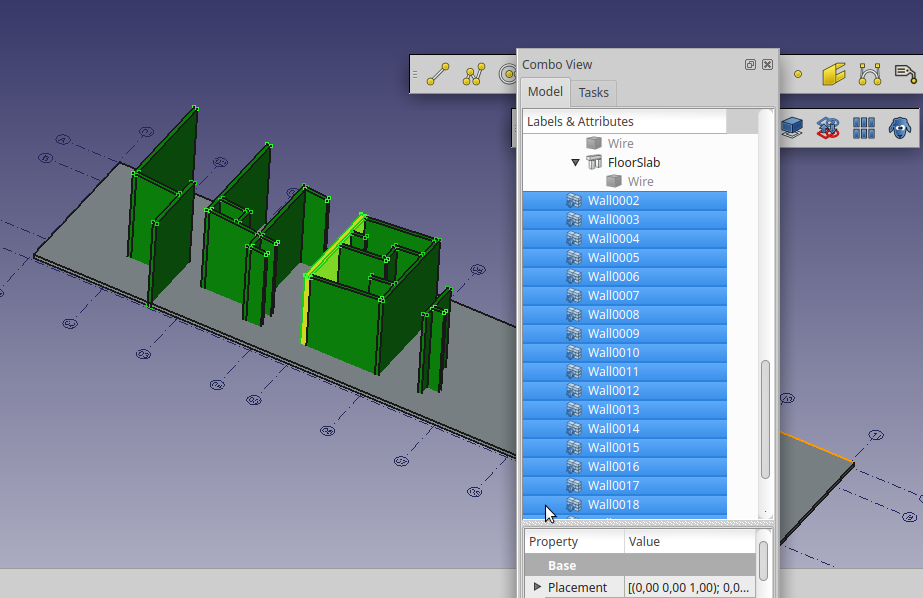 Combo View
Model
Tasks
Labels & Attributes
Wire
FloorSlab
Wire
Wall0002
Wall0003
Wall0004
Wall0005
Wall0006
Wall0007
Wall0008
Wall0009
Wall0010
Wall0011
Wall0012
Wall0013
Wall0014
Wall0015
Wall0016
Wall0017
Wall0018
Property
Value
Base
Placement
[(0,00 0,00 1,00); 0,0...